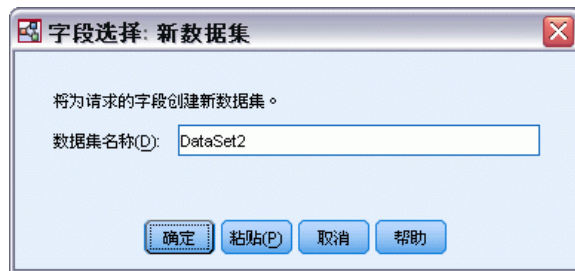 字段选择: 新数据集
将为请求的字段创建新数据集。
数据集名称(D): DataSet2
确定 粘贴(P) 取消 帮助